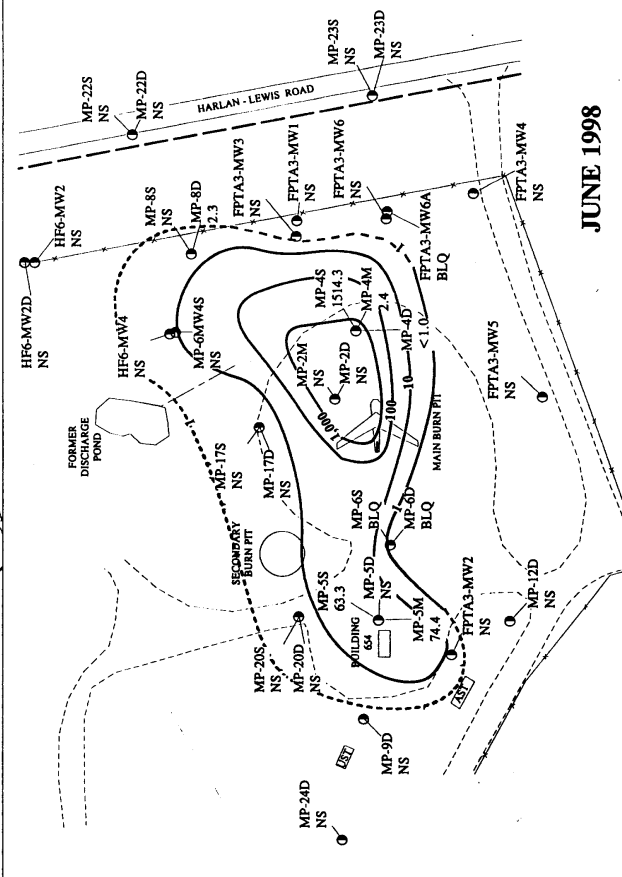 HF6-MW2D
NS
HF6-MW2
NS
MP-22S
NS
MP-22D
NS
HARLAN - LEWIS ROAD
MP-23S
NS
MP-23D
NS
MP-8S
NS
MP-8D
2.3
FPTA3-MW3
NS
FPTA3-MW1
NS
FPTA3-MW6
NS
FPTA3-MW6A
BLQ
FPTA3-MW4
NS
FPTA3-MW5
NS
HF6-MW4
NS
MP-6MW4S
NS
FORMER
DISCHARGE
POND
1
MP-17S
NS
MP-17D
NS
SECONDARY
BURN PIT
MP-4S
1514.3
MP-4M
2.4
MP-4D
<1.0
MP-2M
NS
MP-2D
NS
1,000
100
10
1
1
MAIN BURN PIT
MP-6S
BLQ
MP-6D
BLQ
MP-5S
63.3
MP-5D
NS
MP-5M
74.4
BUILDING
654
MP-20S
NS
MP-20D
NS
FPTA3-MW2
NS
MP-12D
NS
AST
UST
MP-9D
NS
MP-24D
NS
JUNE 1998